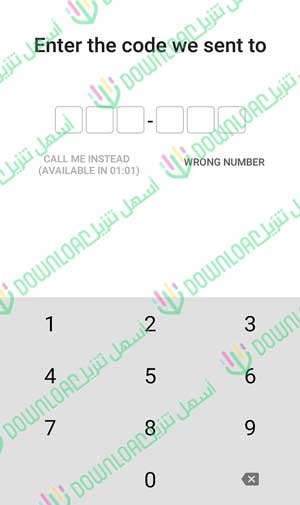 Enter the code we sent to
-
CALL ME INSTEAD
(AVAILABLE IN 01:01)
WRONG NUMBER
1 2 3
4 5 6
7 8 9
0
أسهل تنزيل DOWNLOAD